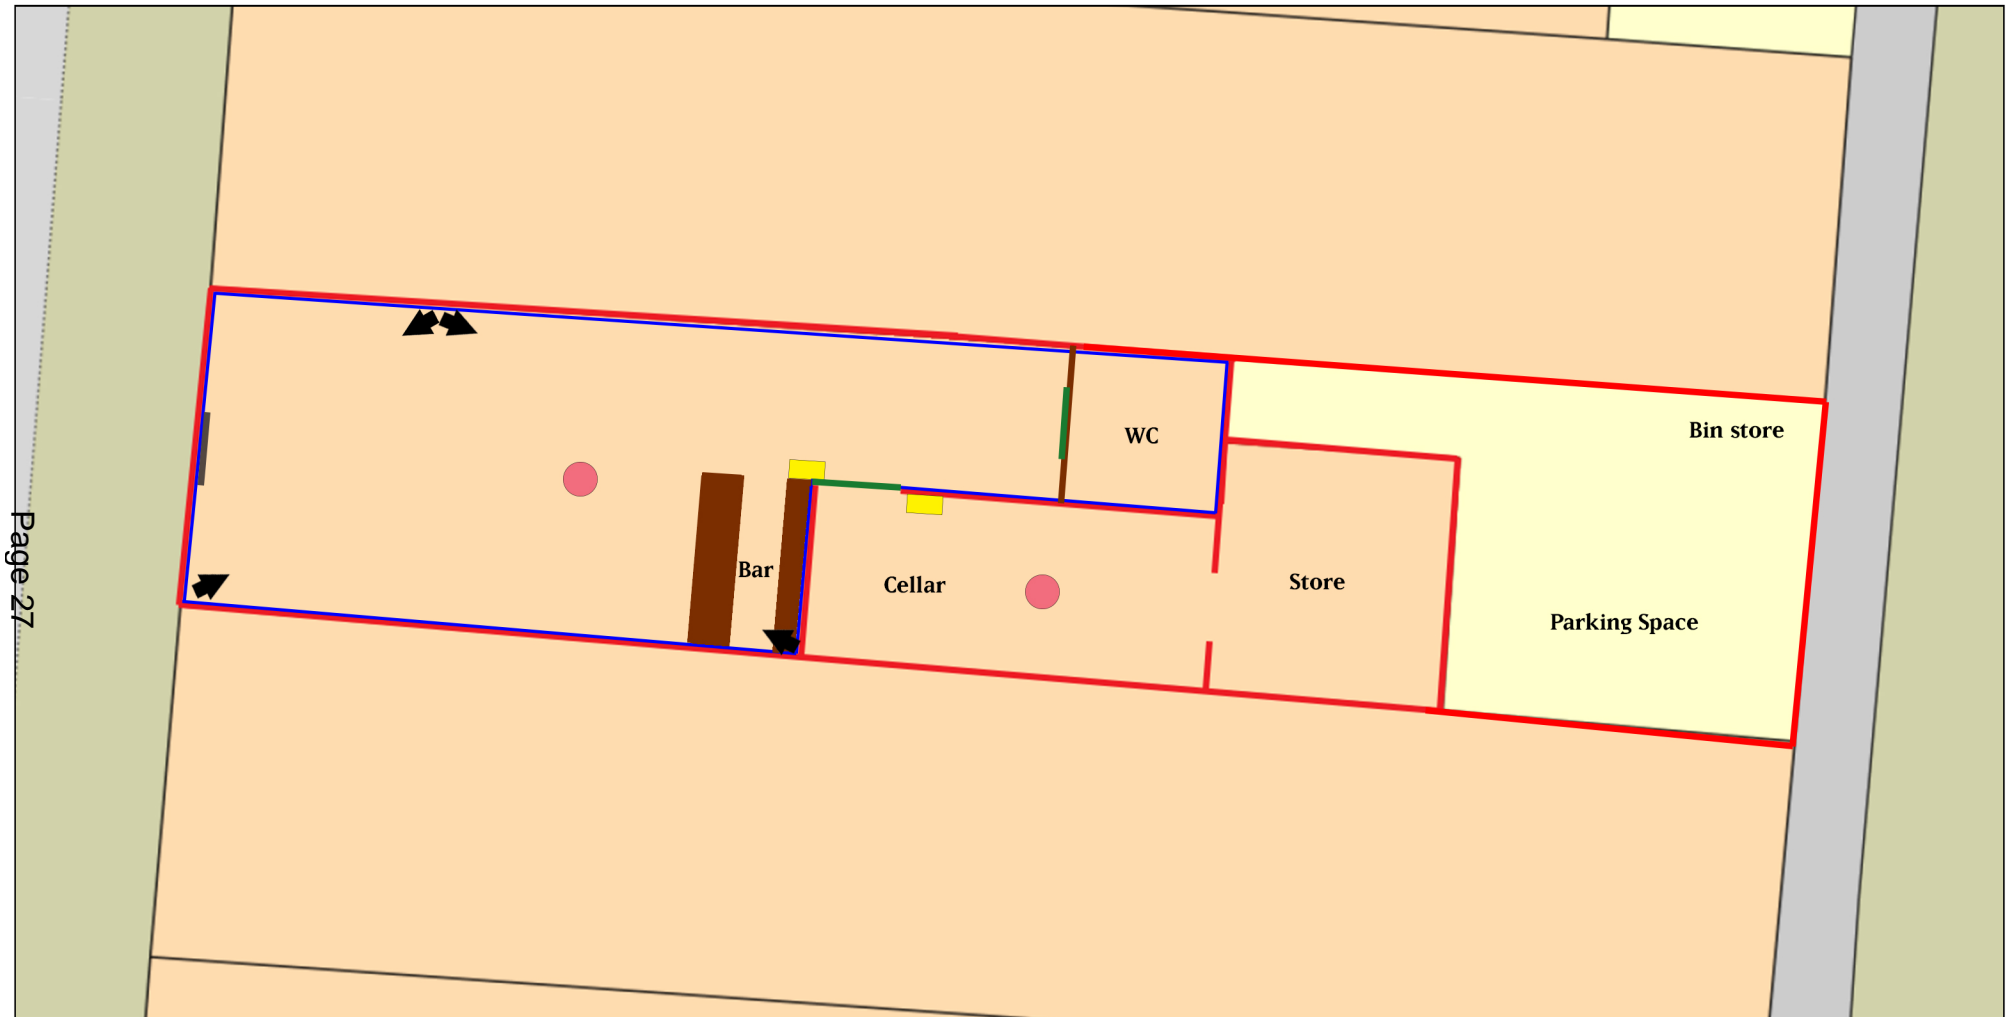 Bin store
WC
Bar
Cellar
Store
Parking Space
Page 27